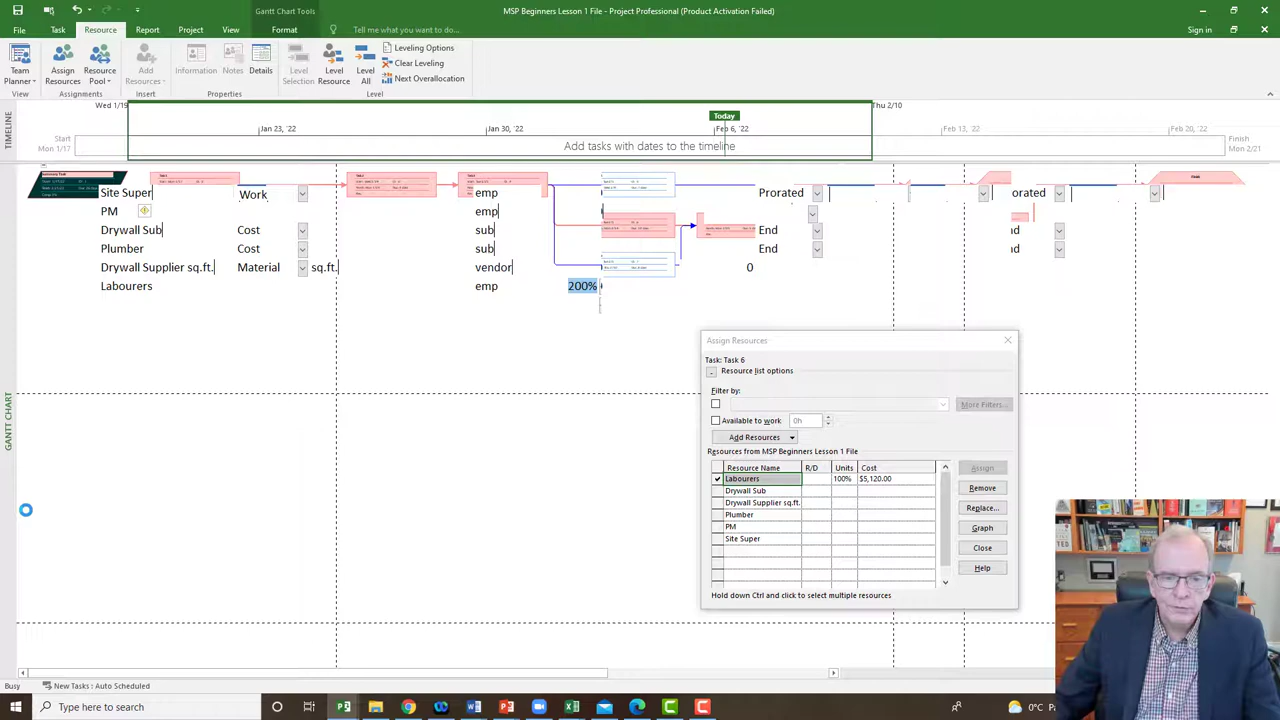 Gantt Chart Tools
MSP Beginners Lesson 1 File - Project Professional (Product Activation Failed)
File Task Resource Report Project View Format Tell me what you want to do... Sign in
Team Planner
Assign Resources
Resource Pool
Add Resources
Information
Notes
Details
Level Selection
Level Resource
Level All
Leveling Options
Clear Leveling
Next Overallocation
View Assignments Insert Properties Level
Wed 1/19 Thu 2/10
Today
Jan 23, '22 Jan 30, '22 Feb 6, '22 Feb 13, '22 Feb 20, '22
TIMELINE
Start
Mon 1/17
Add tasks with dates to the timeline
Finish
Mon 2/21
GANTT CHART
Site Super Work emp Prorated orated
PM emp
Drywall Sub Cost sub End nd
Plumber Cost sub End nd
Drywall Supplier sq.ft. Material sq.ft. vendor 0
Labourers emp 200%
Assign Resources
Task: Task 6
Resource list options
Filter by:
More Filters...
Available to work 0h
Add Resources
Resources from MSP Beginners Lesson 1 File
Resource Name R/D Units Cost
Labourers 100% $5,120.00
Drywall Sub
Drywall Supplier sq.ft.
Plumber
PM
Site Super
Assign
Remove
Replace...
Graph
Close
Help
Hold down Ctrl and click to select multiple resources
Busy New Tasks : Auto Scheduled
Type here to search
0°C